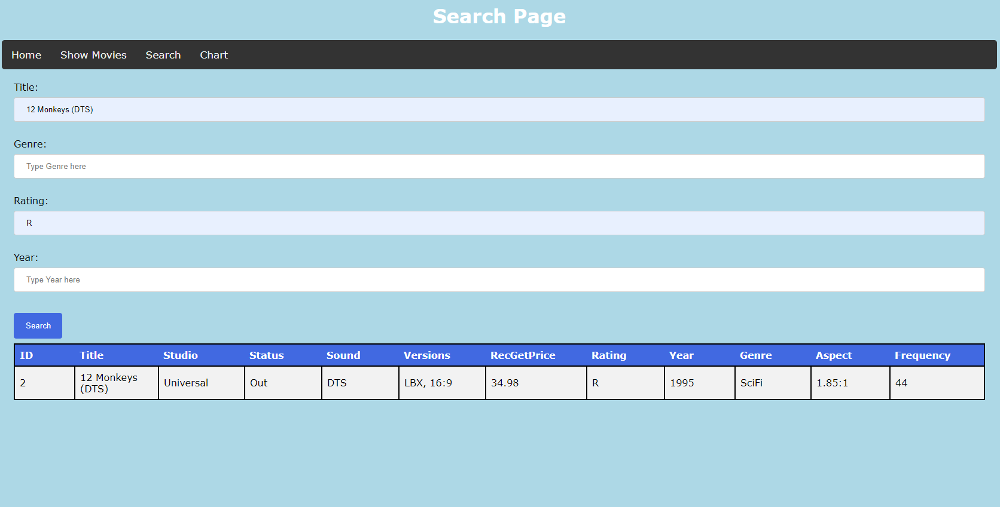 Search Page
Home Show Movies Search Chart
Title:
12 Monkeys (DTS)
Genre:
Type Genre here
Rating:
R
Year:
Type Year here
Search
ID Title Studio Status Sound Versions RecGetPrice Rating Year Genre Aspect Frequency
2 12 Monkeys (DTS) Universal Out DTS LBX, 16:9 34.98 R 1995 SciFi 1.85:1 44